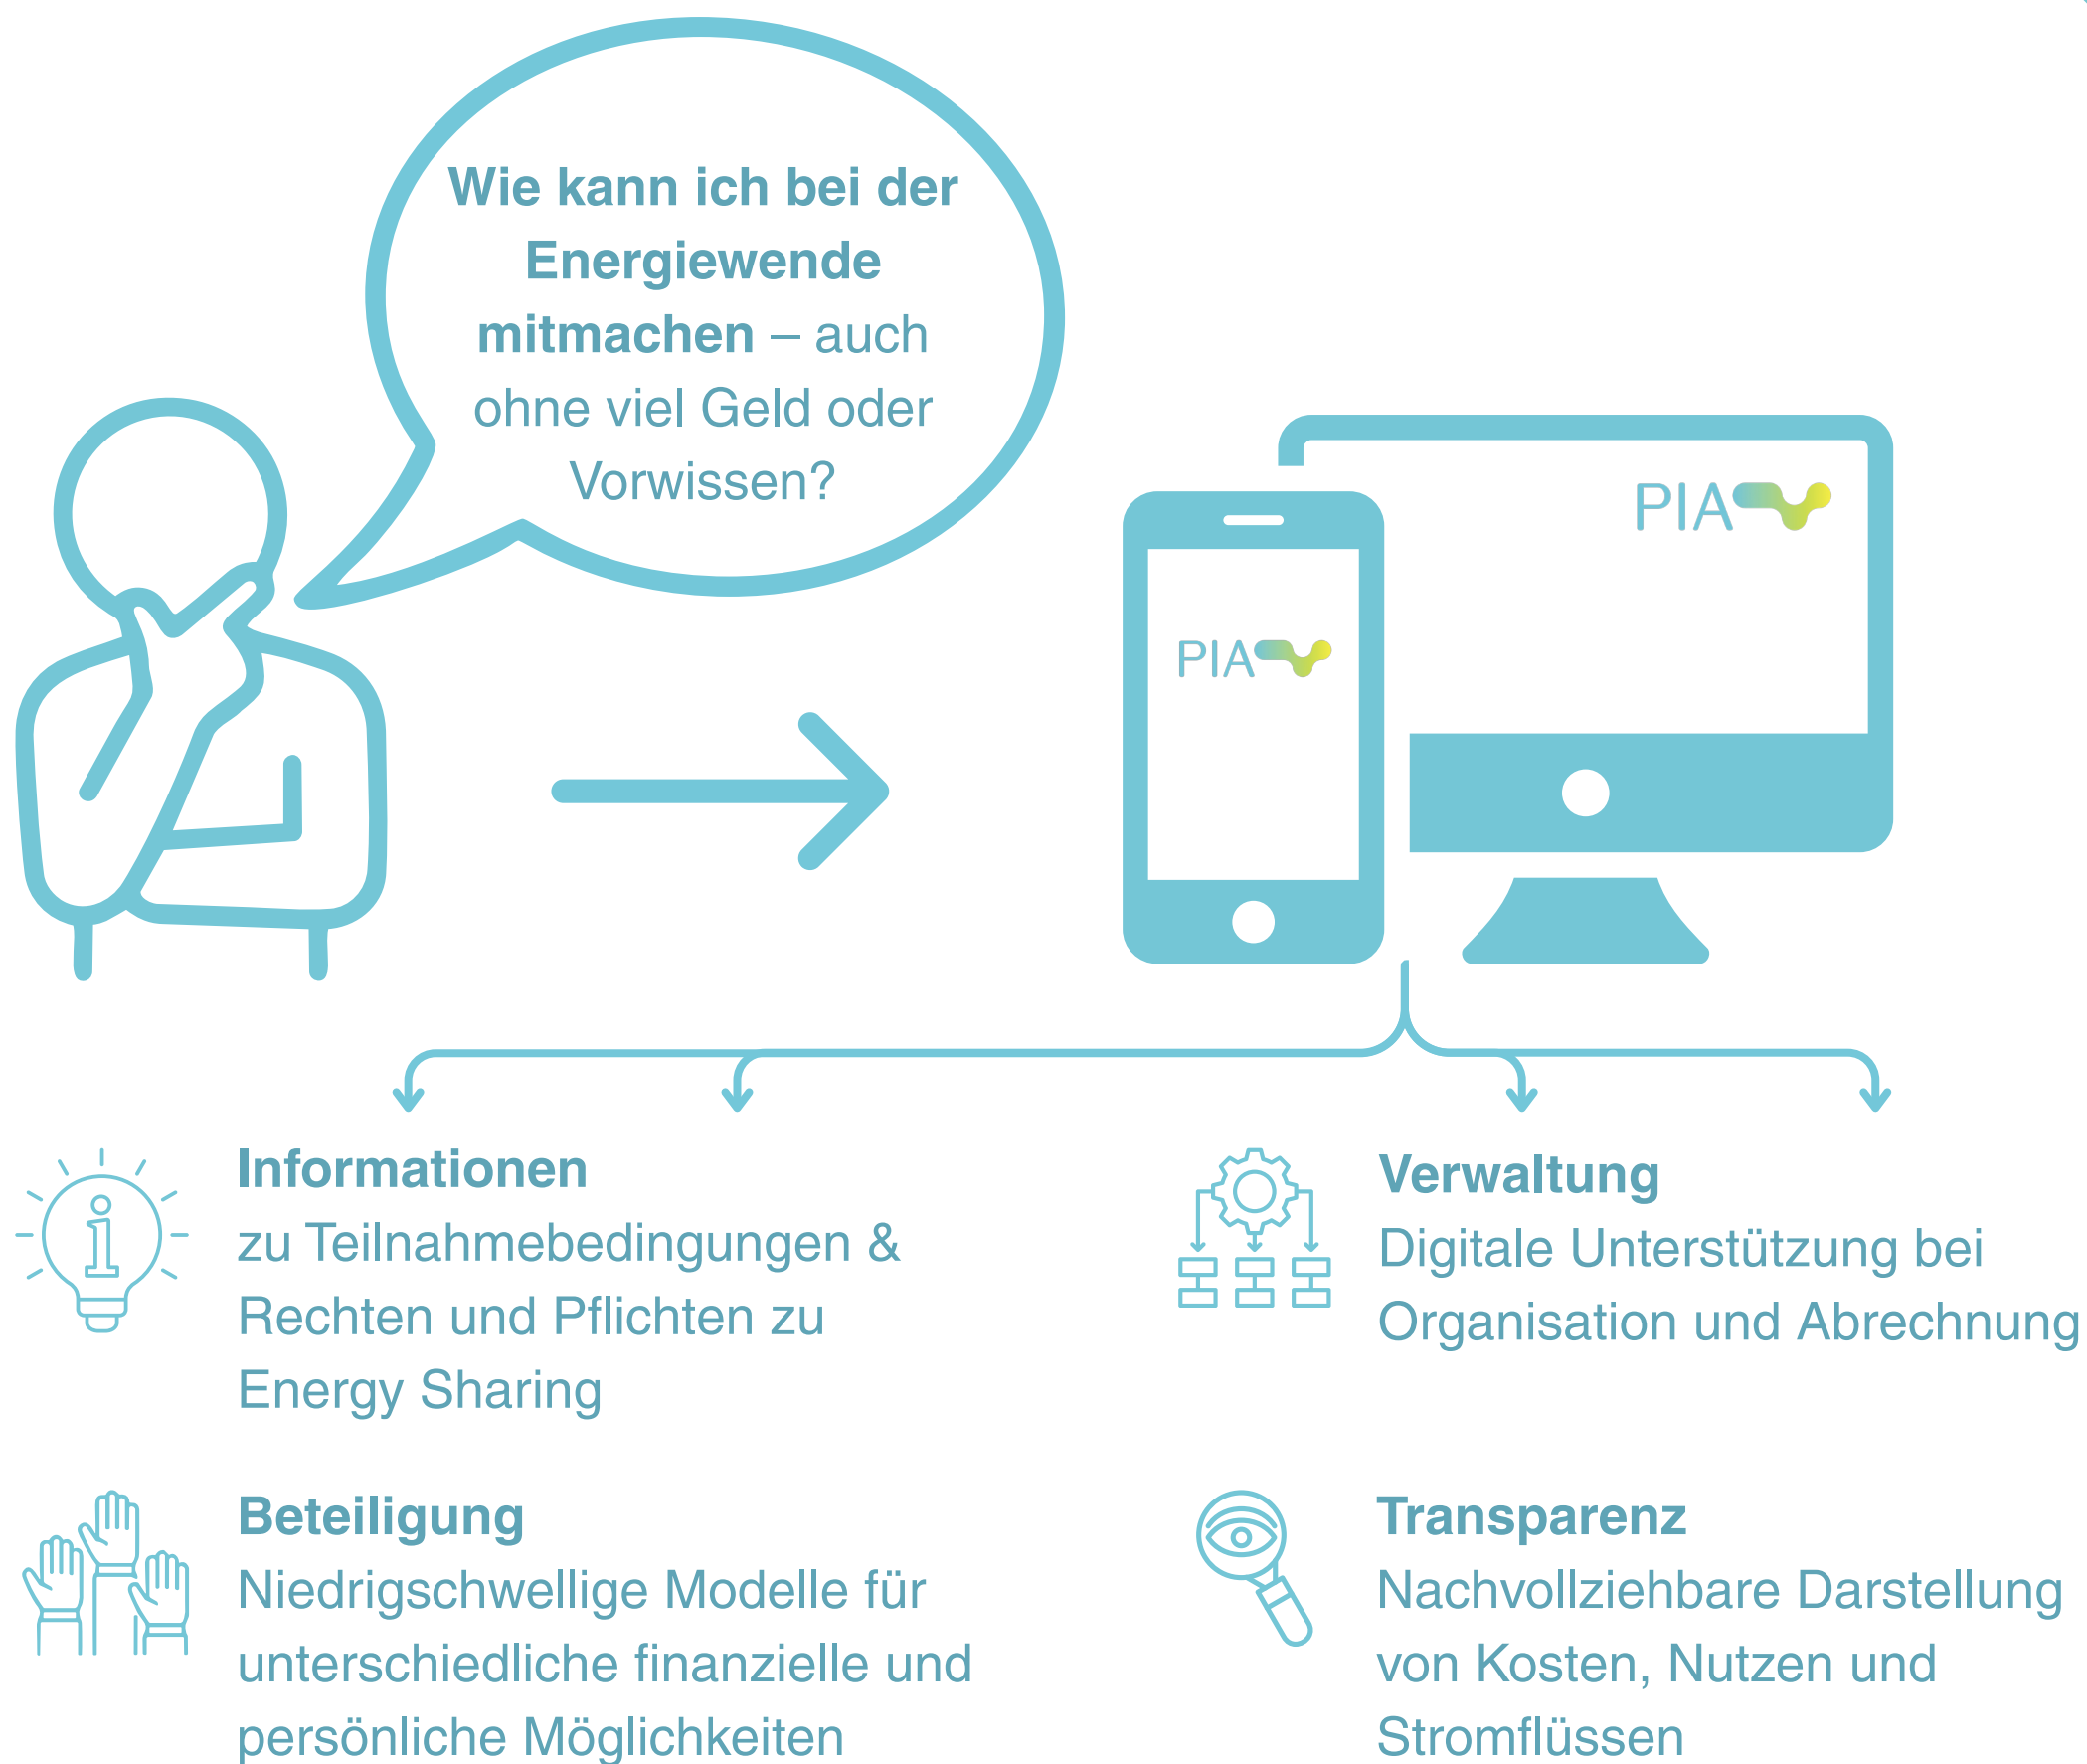 Wie kann ich bei der
Energiewende
mitmachen – auch
ohne viel Geld oder
Vorwissen?
PIA
PIA
Informationen
zu Teilnahmebedingungen &
Rechten und Pflichten zu
Energy Sharing
Verwaltung
Digitale Unterstützung bei
Organisation und Abrechnung
Beteiligung
Niedrigschwellige Modelle für
unterschiedliche finanzielle und
persönliche Möglichkeiten
Transparenz
Nachvollziehbare Darstellung
von Kosten, Nutzen und
Stromflüssen